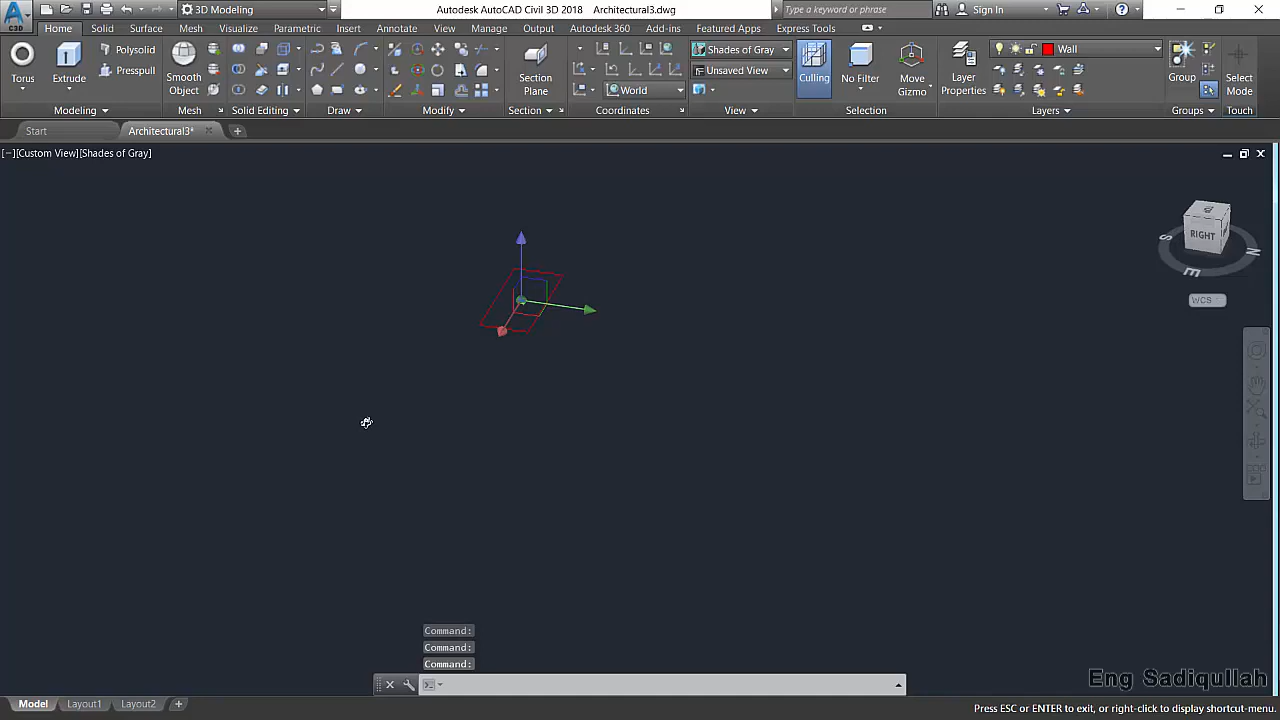 3D Modeling
Autodesk AutoCAD Civil 3D 2018 Architectural3.dwg
Type a keyword or phrase
Sign In
C3D
Home Solid Surface Mesh Visualize Parametric Insert Annotate View Manage Output Add-ins Autodesk 360 Featured Apps Express Tools
Torus
Extrude
Polysolid
Presspull
Smooth Object
Section Plane
World
Shades of Gray
Unsaved View
Culling
No Filter
Move Gizmo
Layer Properties
Wall
Group
Select Mode
Modeling Mesh Solid Editing Draw Modify Section Coordinates View Selection Layers Groups Touch
Start Architectural3*
[−][Custom View][Shades of Gray]
RIGHT
S
N
E
WCS
Command:
Command:
Command:
Eng Sadiqullah
Model Layout1 Layout2
Press ESC or ENTER to exit, or right-click to display shortcut-menu.